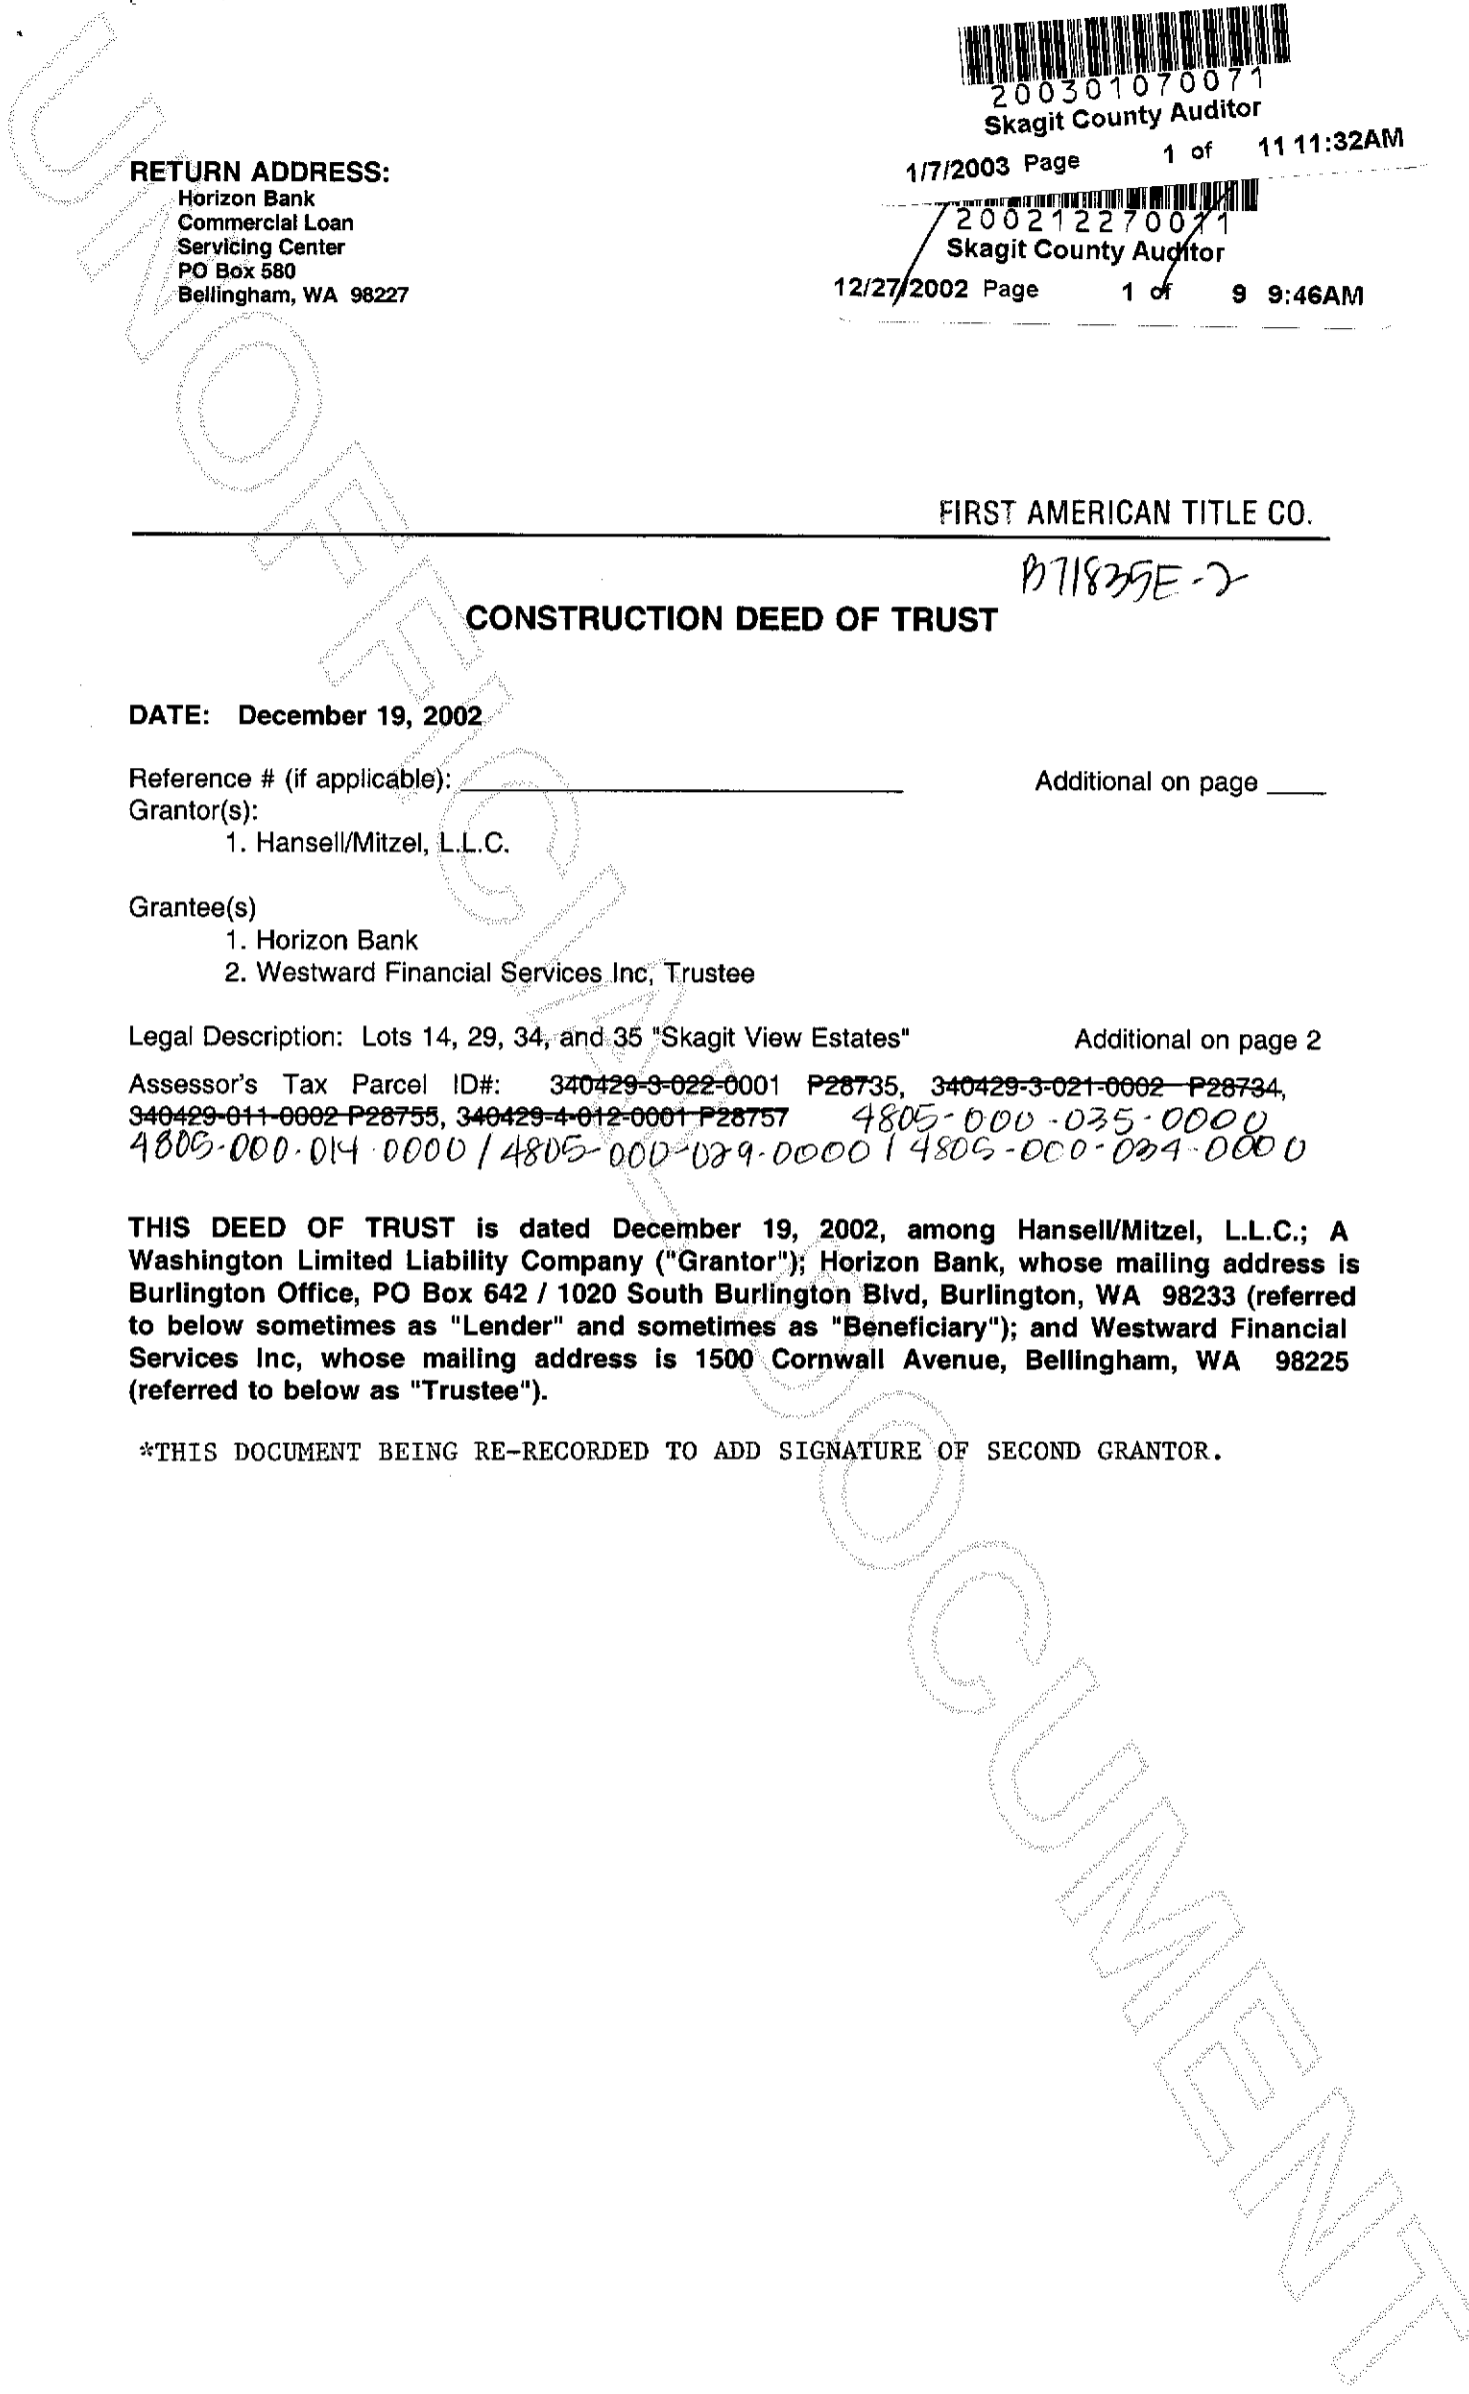 200301070071
Skagit County Auditor
1/7/2003 Page 1 of 11 11:32AM
RETURN ADDRESS:
Horizon Bank
Commercial Loan
Servicing Center
PO Box 580
Bellingham, WA 98227
200212270071
Skagit County Auditor
12/27/2002 Page 1 of 9 9:46AM
FIRST AMERICAN TITLE CO.
B71835E-2
CONSTRUCTION DEED OF TRUST
DATE: December 19, 2002
Reference # (if applicable): Additional on page
Grantor(s):
1. Hansell/Mitzel, L.L.C.
Grantee(s)
1. Horizon Bank
2. Westward Financial Services Inc, Trustee
Legal Description: Lots 14, 29, 34, and 35 "Skagit View Estates" Additional on page 2
Assessor's Tax Parcel ID#: 340429-3-022-0001 P28735, 340429-3-021-0002 P28734,
340429-011-0002 P28755, 340429-4-012-0001 P28757 4805-000-035-0000
4805-000-014-0000 / 4805-000-029-0000 / 4805-000-034-0000
THIS DEED OF TRUST is dated December 19, 2002, among Hansell/Mitzel, L.L.C.; A
Washington Limited Liability Company ("Grantor"); Horizon Bank, whose mailing address is
Burlington Office, PO Box 642 / 1020 South Burlington Blvd, Burlington, WA 98233 (referred
to below sometimes as "Lender" and sometimes as "Beneficiary"); and Westward Financial
Services Inc, whose mailing address is 1500 Cornwall Avenue, Bellingham, WA 98225
(referred to below as "Trustee").
*THIS DOCUMENT BEING RE-RECORDED TO ADD SIGNATURE OF SECOND GRANTOR.
UNOFFICIAL DOCUMENT